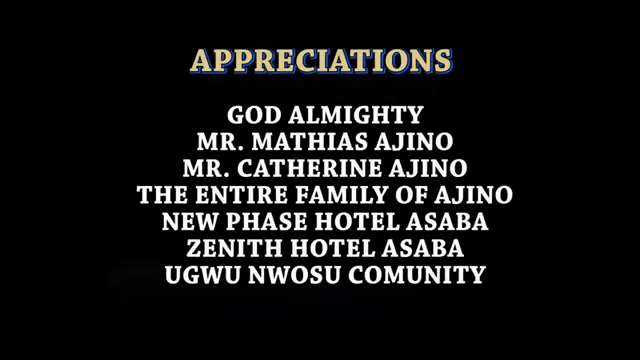 APPRECIATIONS
GOD ALMIGHTY
MR. MATHIAS AJINO
MR. CATHERINE AJINO
THE ENTIRE FAMILY OF AJINO
NEW PHASE HOTEL ASABA
ZENITH HOTEL ASABA
UGWU NWOSU COMUNITY